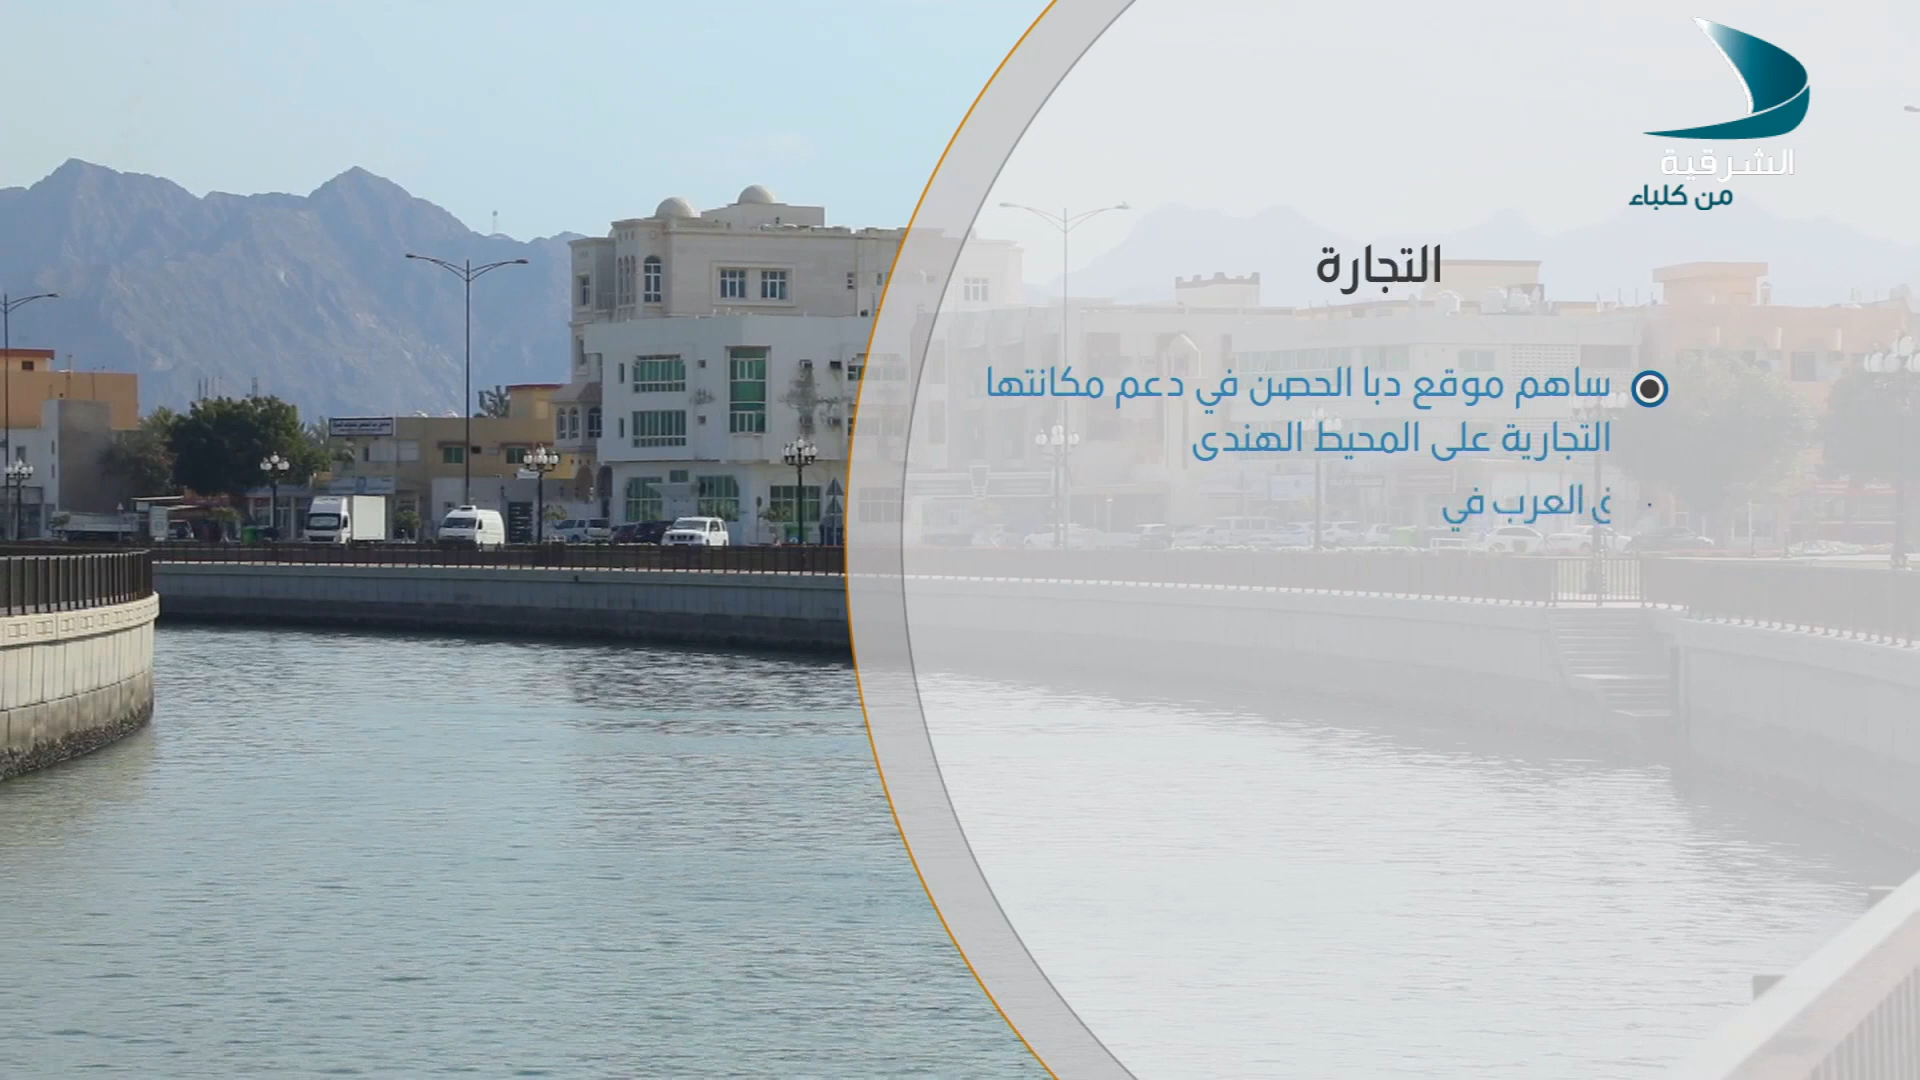 الشرقية
من كلباء
التجارة
ساهم موقع دبا الحصن في دعم مكانتها
التجارية على المحيط الهندى
ق العرب في